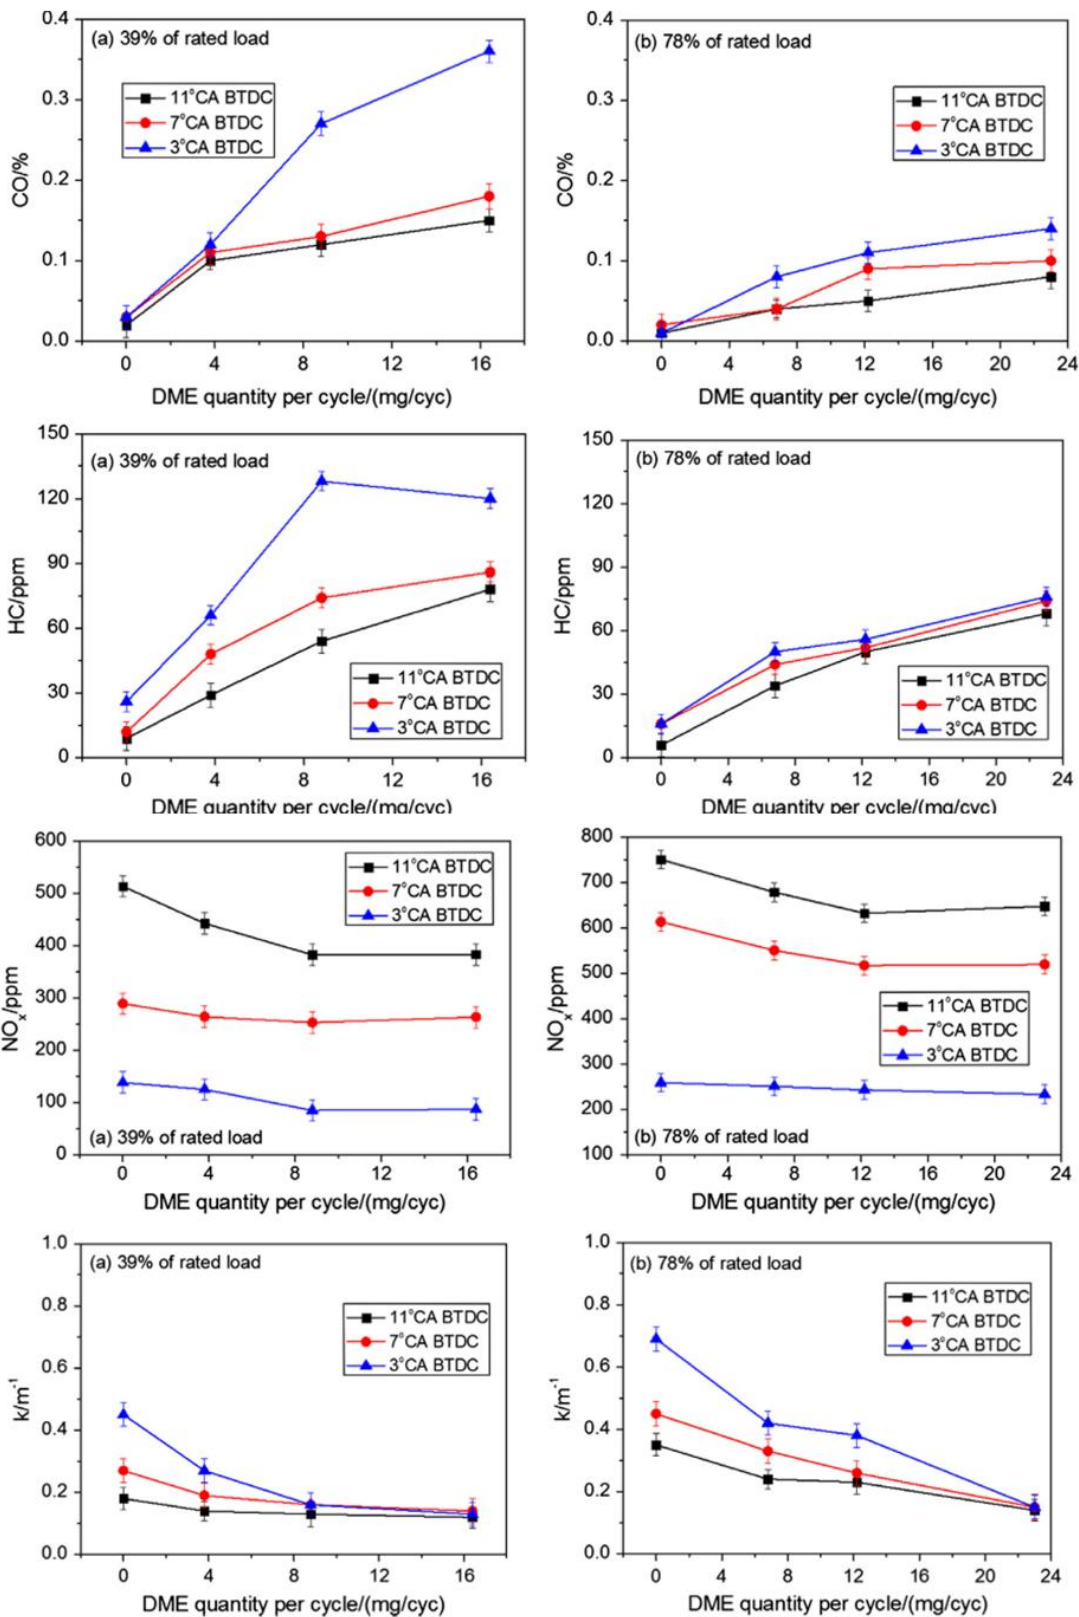 (a) 39% of rated load
11°CA BTDC
7°CA BTDC
3°CA BTDC
CO/%
0.4
0.3
0.2
0.1
0.0
0 4 8 12 16
DME quantity per cycle/(mg/cyc)
(b) 78% of rated load
11°CA BTDC
7°CA BTDC
3°CA BTDC
CO/%
0.4
0.3
0.2
0.1
0.0
0 4 8 12 16 20 24
DME quantity per cycle/(mg/cyc)
(a) 39% of rated load
11°CA BTDC
7°CA BTDC
3°CA BTDC
HC/ppm
150
120
90
60
30
0
0 4 8 12 16
DME quantity per cycle/(mg/cyc)
(b) 78% of rated load
11°CA BTDC
7°CA BTDC
3°CA BTDC
HC/ppm
150
120
90
60
30
0
0 4 8 12 16 20 24
DME quantity per cycle/(mg/cyc)
11°CA BTDC
7°CA BTDC
3°CA BTDC
NOx/ppm
600
500
400
300
200
100
0
(a) 39% of rated load
0 4 8 12 16
DME quantity per cycle/(mg/cyc)
11°CA BTDC
7°CA BTDC
3°CA BTDC
NOx/ppm
800
700
600
500
400
300
200
100
(b) 78% of rated load
0 4 8 12 16 20 24
DME quantity per cycle/(mg/cyc)
(a) 39% of rated load
11°CA BTDC
7°CA BTDC
3°CA BTDC
k/m⁻¹
1.0
0.8
0.6
0.4
0.2
0.0
0 4 8 12 16
DME quantity per cycle/(mg/cyc)
(b) 78% of rated load
11°CA BTDC
7°CA BTDC
3°CA BTDC
k/m⁻¹
1.0
0.8
0.6
0.4
0.2
0.0
0 4 8 12 16 20 24
DME quantity per cycle/(mg/cyc)